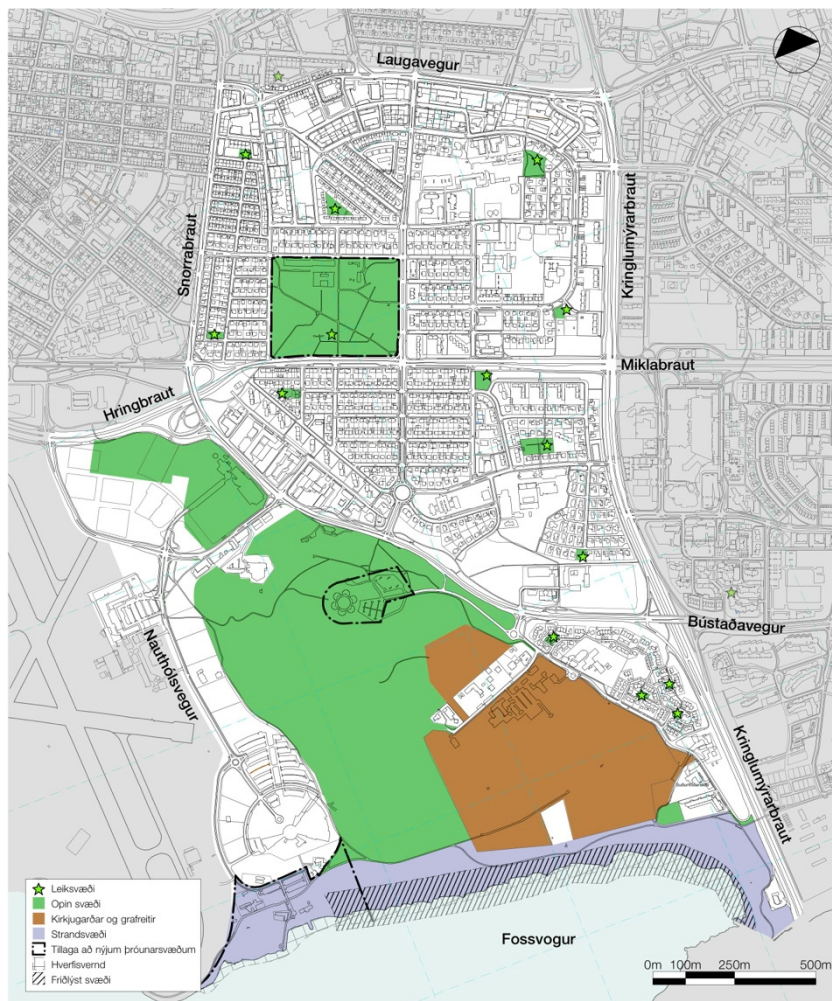 Laugavegur
Snorrabraut
Kringlumýrarbraut
Miklabraut
Hringbraut
Nauthólsvegur
Bústaðavegur
Kringlumýrarbraut
Leiksvæði
Opin svæði
Kirkjugarðar og grafreitir
Strandsvæði
Tillaga að nýjum þróunarsvæðum
Hverfisvernd
Friðlýst svæði
Fossvogur
0m 100m 250m 500m